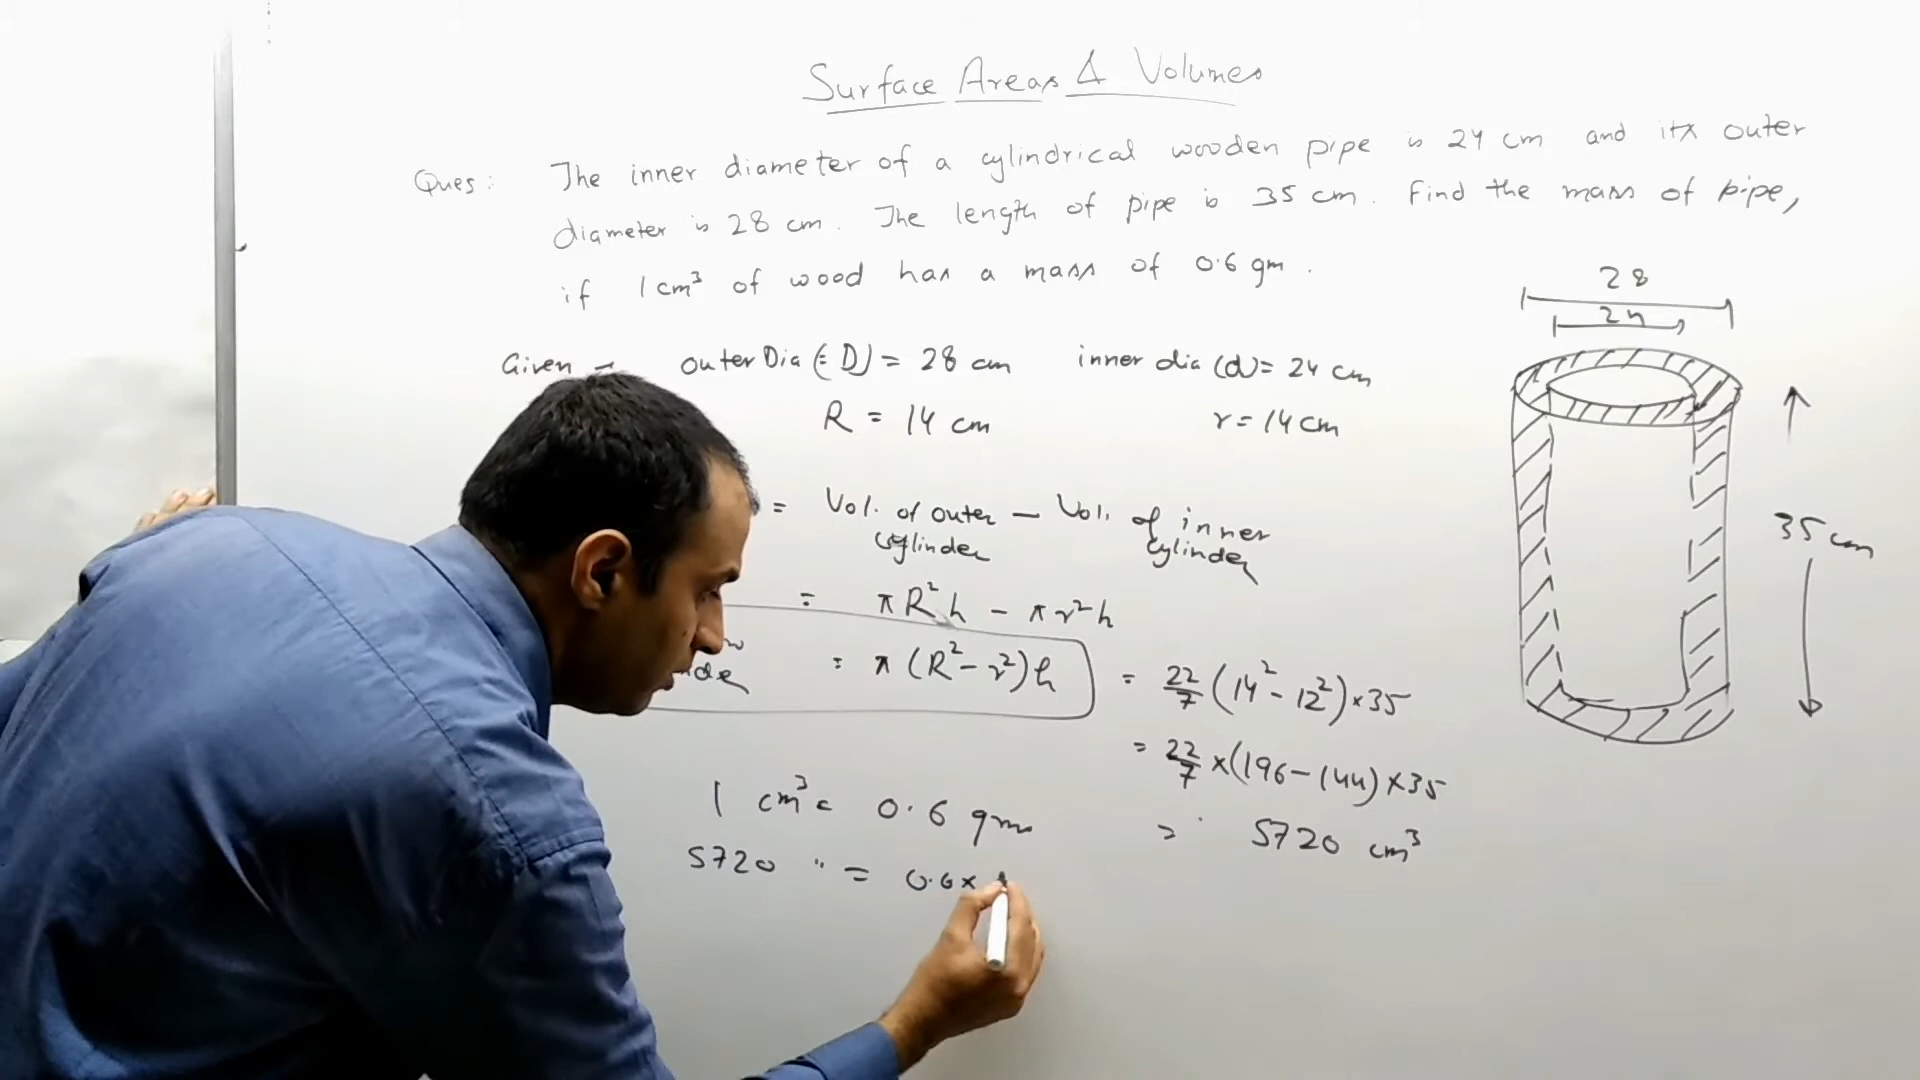 Surface Areas & Volumes
Ques: The inner diameter of a cylindrical wooden pipe is 24 cm and its outer
diameter is 28 cm. The length of pipe is 35 cm. Find the mass of pipe,
if 1 cm³ of wood has a mass of 0.6 gm.
28
24
Given → outer Dia (= D) = 28 cm inner dia (d) = 24 cm
R = 14 cm r = 14 cm
= Vol. of outer cylinder – Vol. of inner cylinder
35 cm
= πR²h – πr²h
= π(R² – r²)h = 22/7 (14² – 12²) × 35
= 22/7 × (196 – 144) × 35
1 cm³ = 0.6 gm
= 5720 cm³
5720 " = 0.6 ×